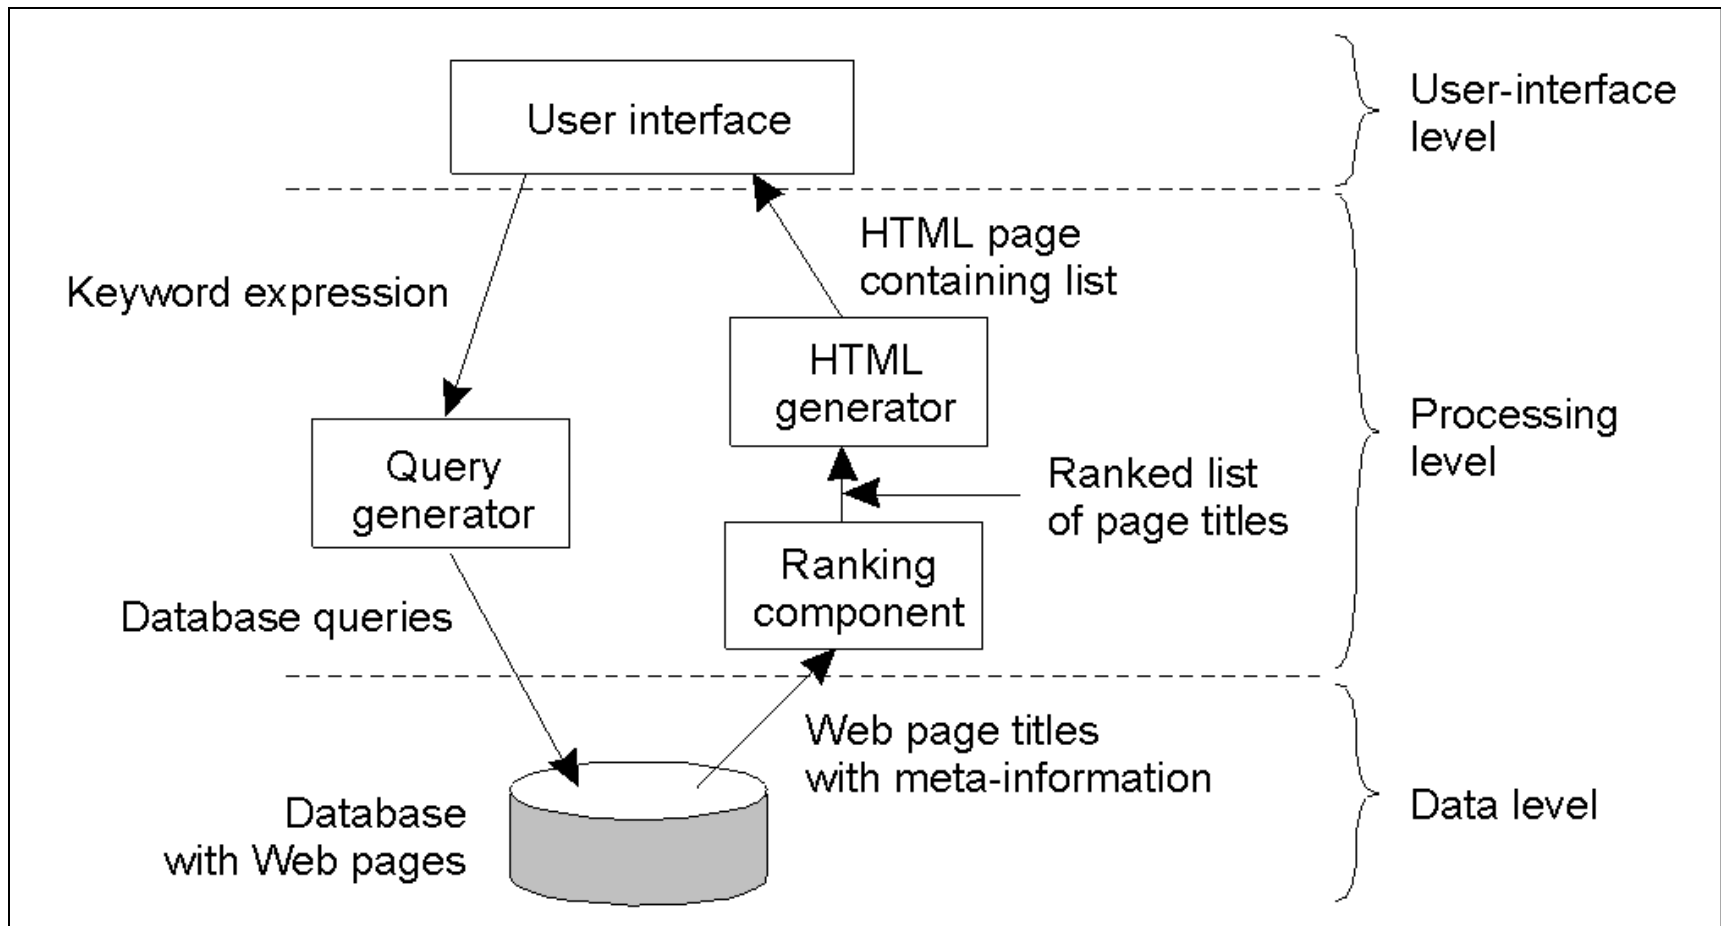 User interface
User-interface
level
Keyword expression
HTML page
containing list
HTML
generator
Processing
level
Query
generator
Ranked list
of page titles
Ranking
component
Database queries
Web page titles
with meta-information
Database
with Web pages
Data level